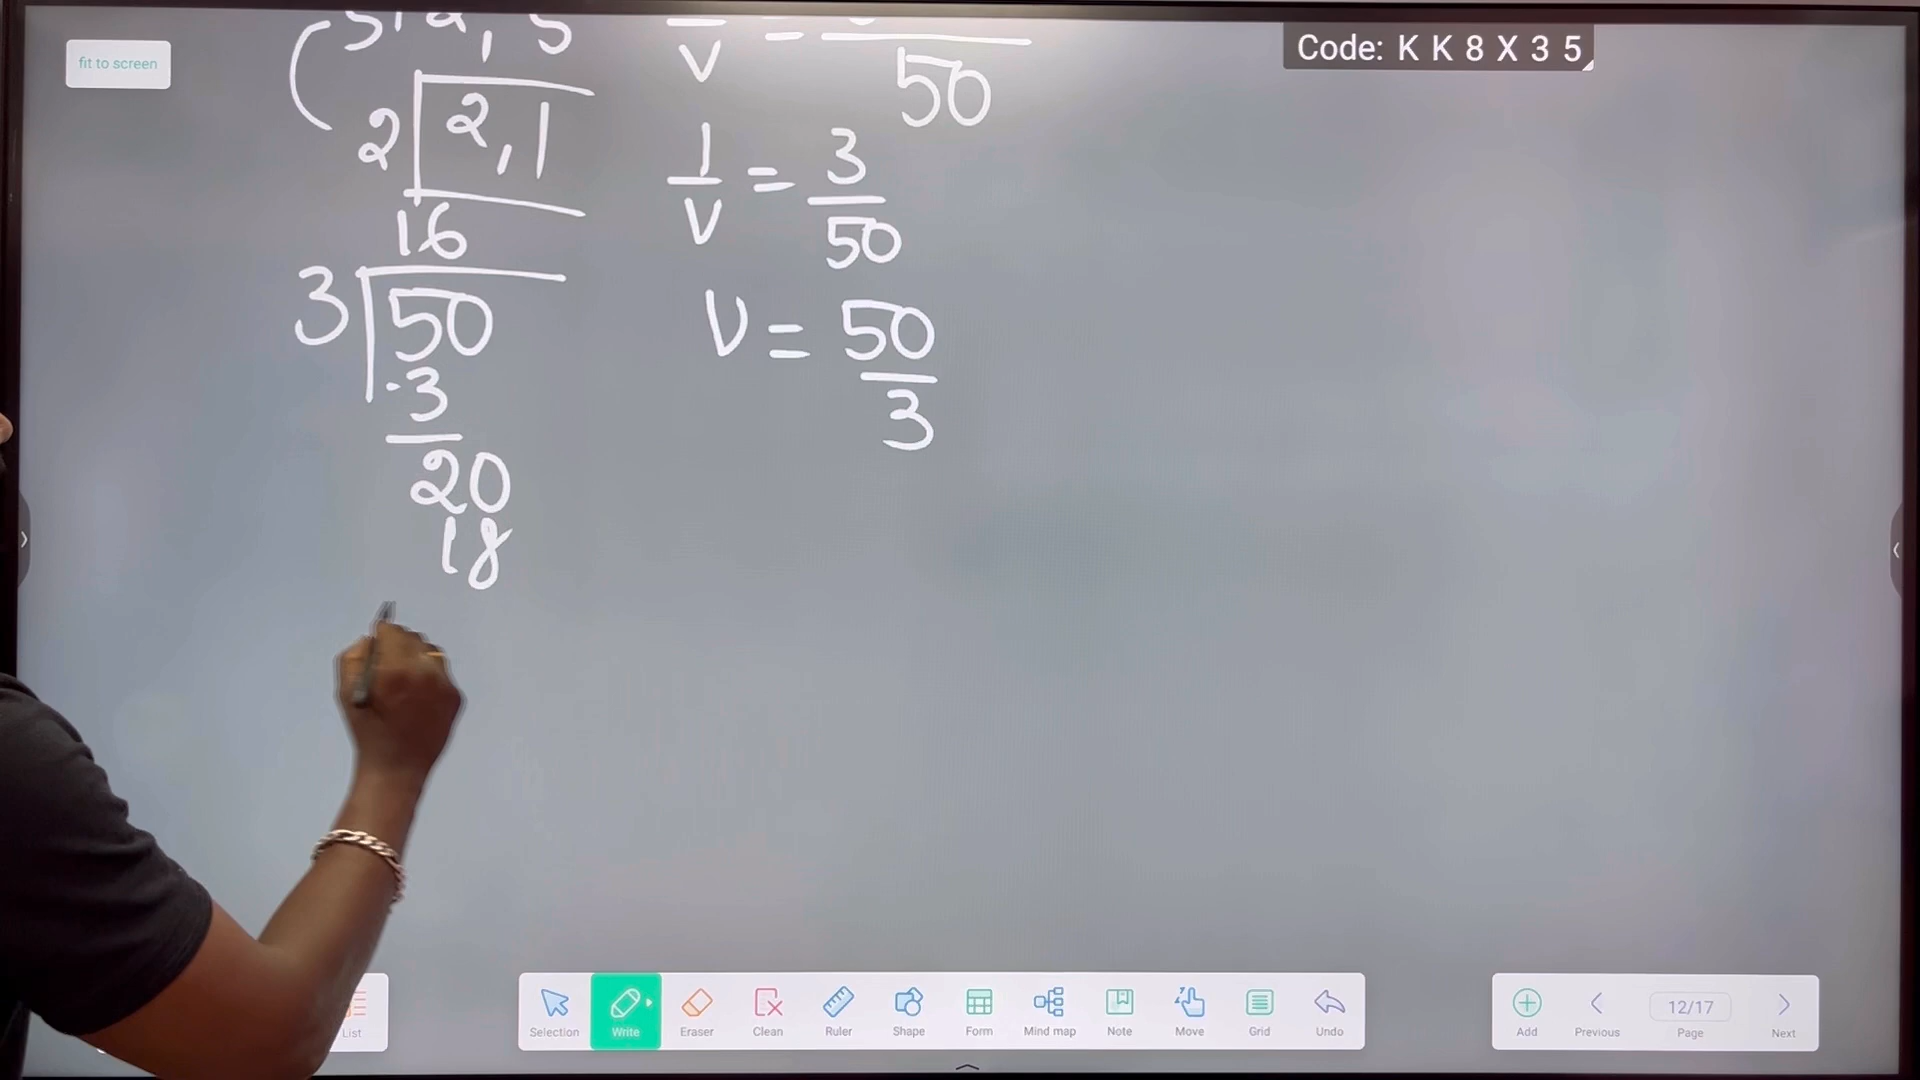 fit to screen
Code: K K 8 X 3 5
5
V =
50
2 2, 1
1/V = 3/50
16
3 50
V = 50/3
-3
20
18
List
Selection
Write
Eraser
Clean
Ruler
Shape
Form
Mind map
Note
Move
Grid
Undo
Add
Previous
12/17
Page
Next